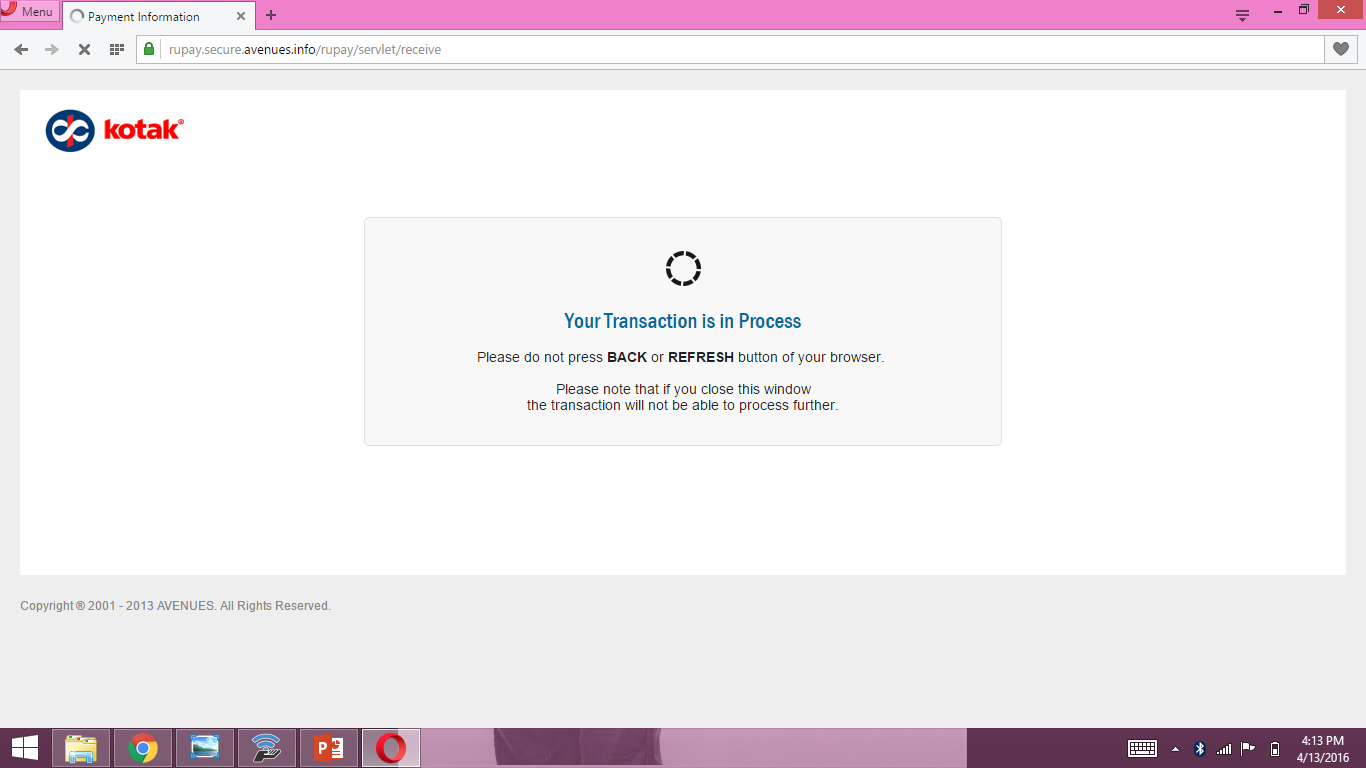 Menu
Payment Information
rupay.secure.avenues.info/rupay/servlet/receive
kotak®
Your Transaction is in Process
Please do not press BACK or REFRESH button of your browser.
Please note that if you close this window
the transaction will not be able to process further.
Copyright ® 2001 - 2013 AVENUES. All Rights Reserved.
4:13 PM
4/13/2016